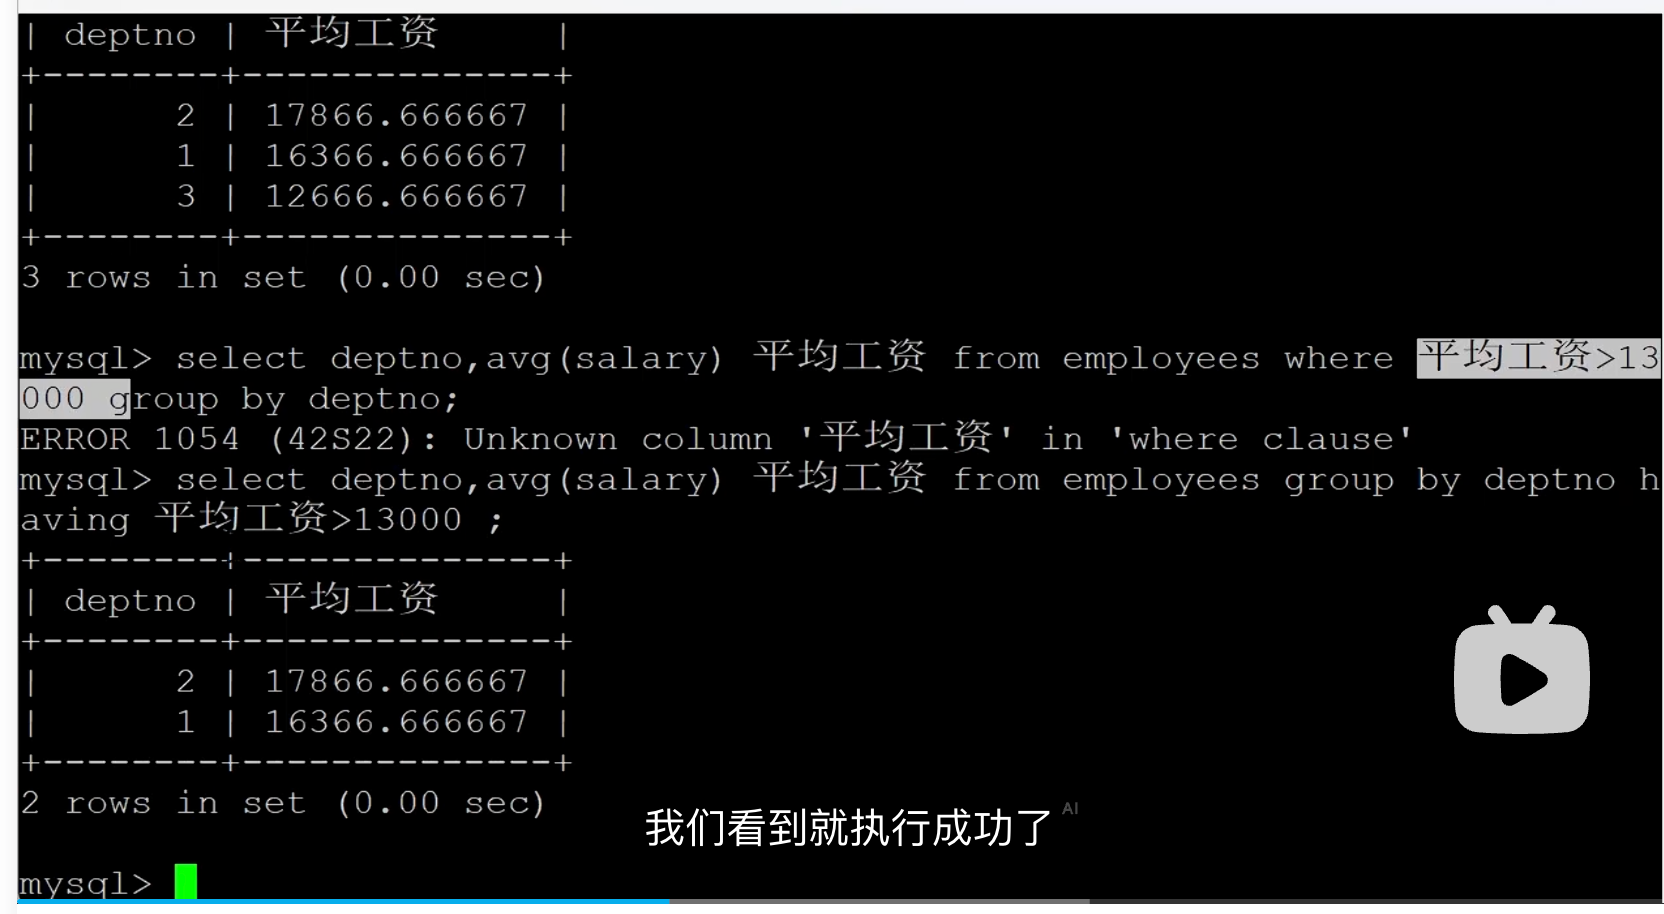 | deptno | 平均工资 |
+--------+--------------+
| 2 | 17866.666667 |
| 1 | 16366.666667 |
| 3 | 12666.666667 |
+--------+--------------+
3 rows in set (0.00 sec)
mysql> select deptno,avg(salary) 平均工资 from employees where 平均工资>13
000 group by deptno;
ERROR 1054 (42S22): Unknown column '平均工资' in 'where clause'
mysql> select deptno,avg(salary) 平均工资 from employees group by deptno h
aving 平均工资>13000 ;
+--------+--------------+
| deptno | 平均工资 |
+--------+--------------+
| 2 | 17866.666667 |
| 1 | 16366.666667 |
+--------+--------------+
2 rows in set (0.00 sec)
我们看到就执行成功了 AI
mysql>